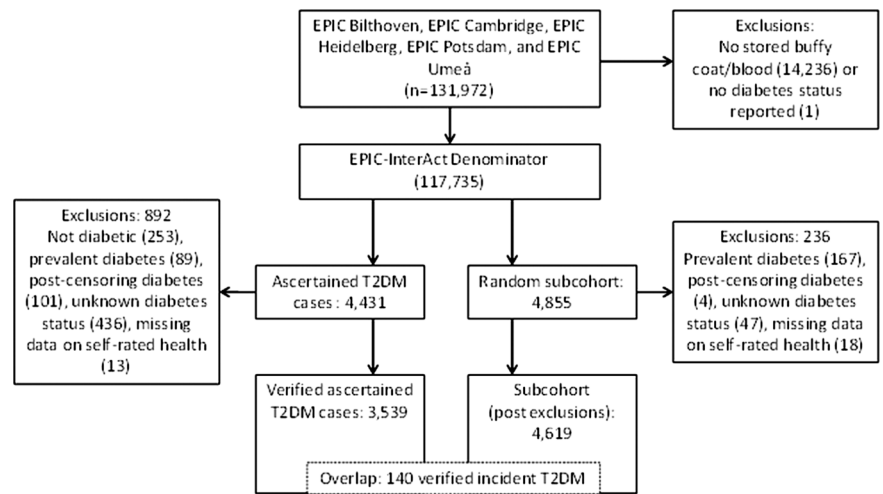 EPIC Bilthoven, EPIC Cambridge, EPIC
Heidelberg, EPIC Potsdam, and EPIC
Umeå
(n=131,972)
Exclusions:
No stored buffy
coat/blood (14,236) or
no diabetes status
reported (1)
EPIC-InterAct Denominator
(117,735)
Exclusions: 892
Not diabetic (253),
prevalent diabetes (89),
post-censoring diabetes
(101), unknown diabetes
status (436), missing
data on self-rated health
(13)
Ascertained T2DM
cases : 4,431
Random subcohort:
4,855
Exclusions: 236
Prevalent diabetes (167),
post-censoring diabetes
(4), unknown diabetes
status (47), missing data
on self-rated health (18)
Verified ascertained
T2DM cases: 3,539
Subcohort
(post exclusions):
4,619
Overlap: 140 verified incident T2DM